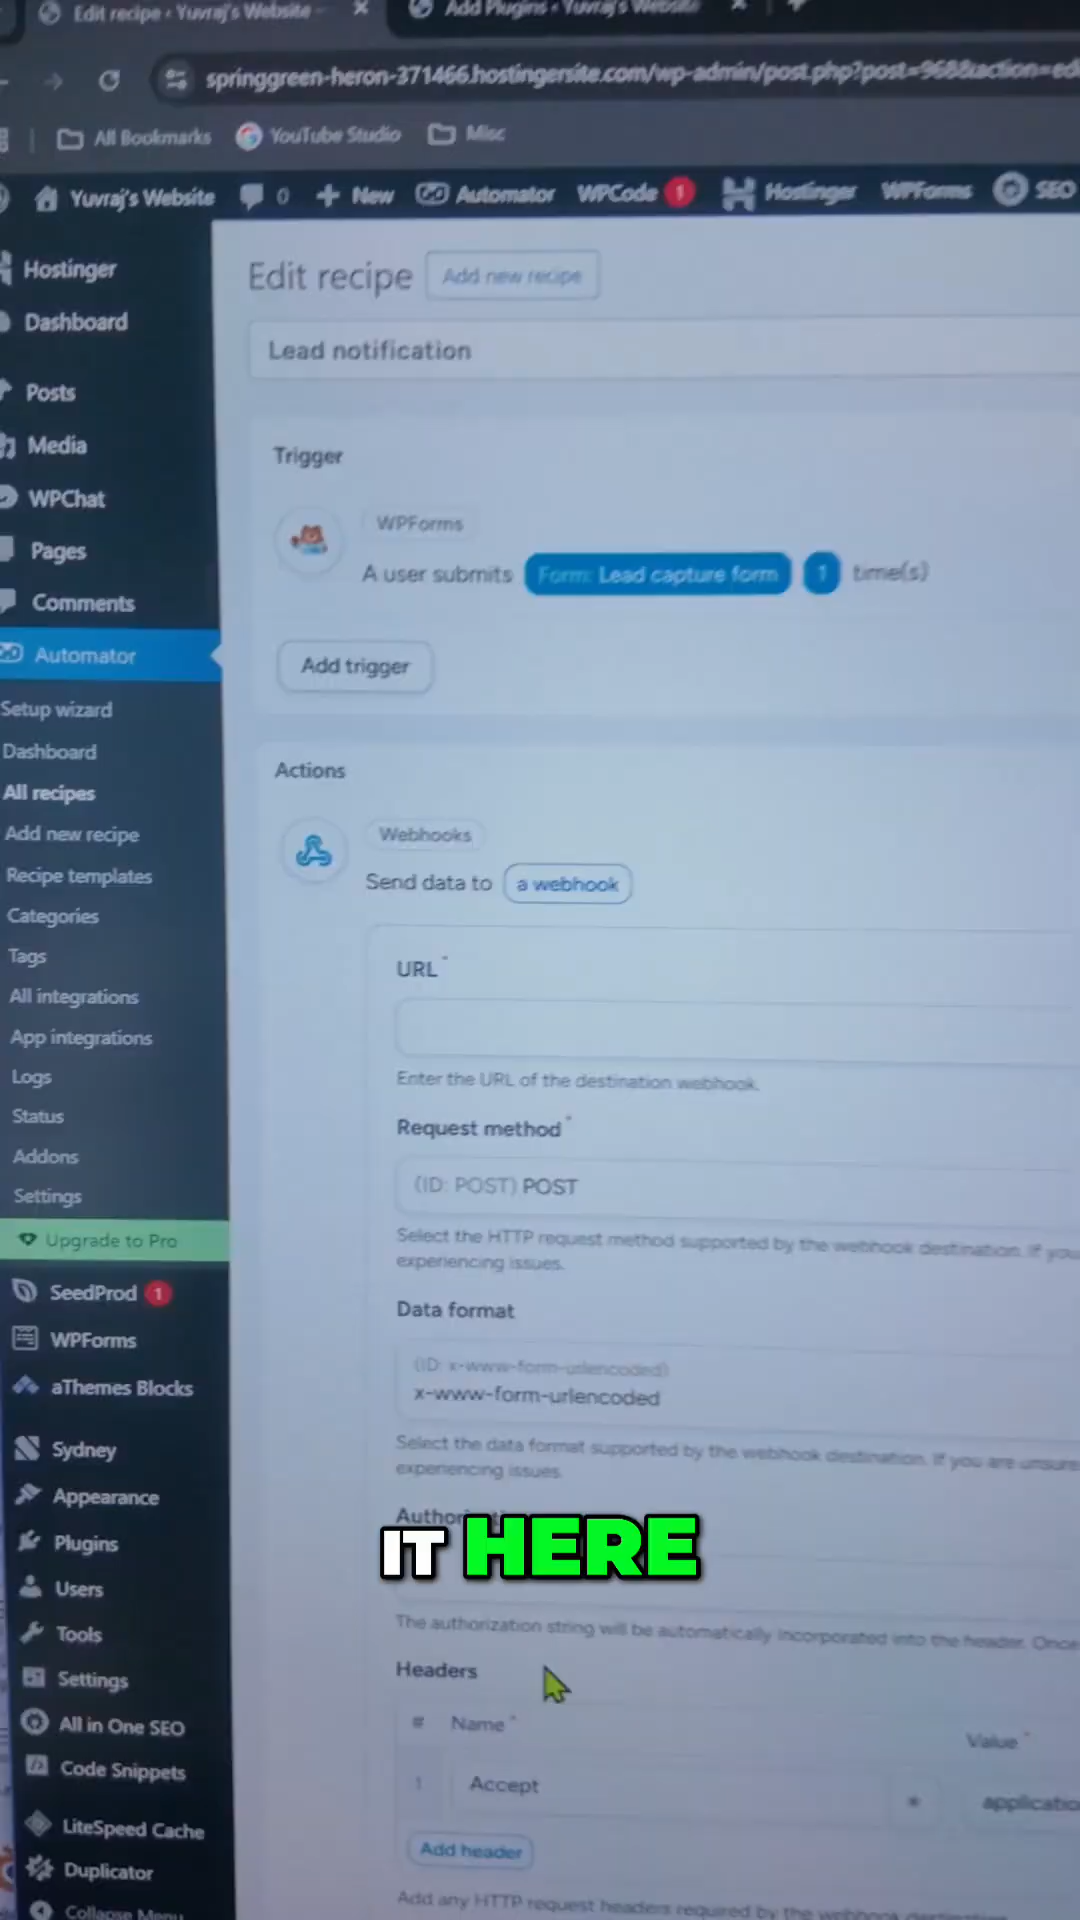 Edit recipe ‹ Yuvraj's Website
Add Plugins ‹ Yuvraj's Website
springgreen-heron-371466.hostingersite.com/wp-admin/post.php?post=968&action=ed
All Bookmarks
YouTube Studio
Misc
Yuvraj's Website
0
New
Automator
WPCode 1
Hostinger
WPForms
SEO
Hostinger
Dashboard
Posts
Media
WPChat
Pages
Comments
Automator
Setup wizard
Dashboard
All recipes
Add new recipe
Recipe templates
Categories
Tags
All integrations
App integrations
Logs
Status
Addons
Settings
Upgrade to Pro
SeedProd 1
WPForms
aThemes Blocks
Sydney
Appearance
Plugins
Users
Tools
Settings
All in One SEO
Code Snippets
LiteSpeed Cache
Duplicator
Collapse Menu
Edit recipe
Add new recipe
Lead notification
Trigger
WPForms
A user submits Form: Lead capture form 1 time(s)
Add trigger
Actions
Webhooks
Send data to a webhook
URL *
Enter the URL of the destination webhook.
Request method *
(ID: POST) POST
Select the HTTP request method supported by the webhook destination. If you
experiencing issues.
Data format
(ID: x-www-form-urlencoded)
x-www-form-urlencoded
Select the data format supported by the webhook destination. If you are unsure
experiencing issues.
IT HERE
The authorization string will be automatically incorporated into the header. Once
Headers
# Name * Value *
1 Accept * applicatio
Add header
Add any HTTP request headers required by the webhook destination